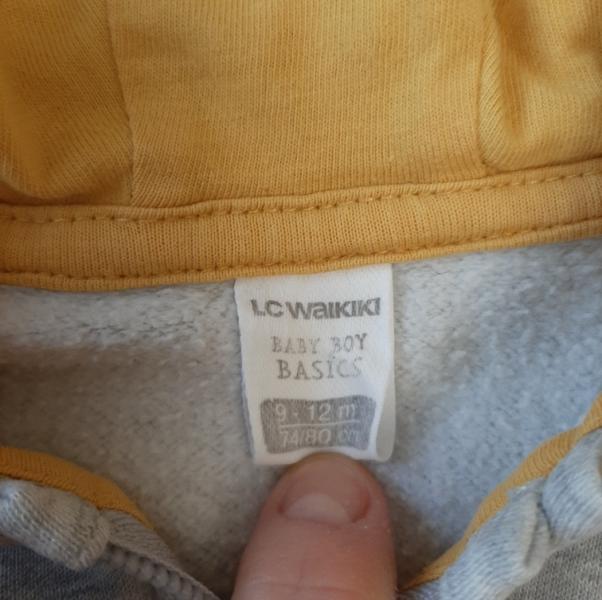 LC WAIKIKI
BABY BOY
BASICS
9 - 12 m
74/80 cm